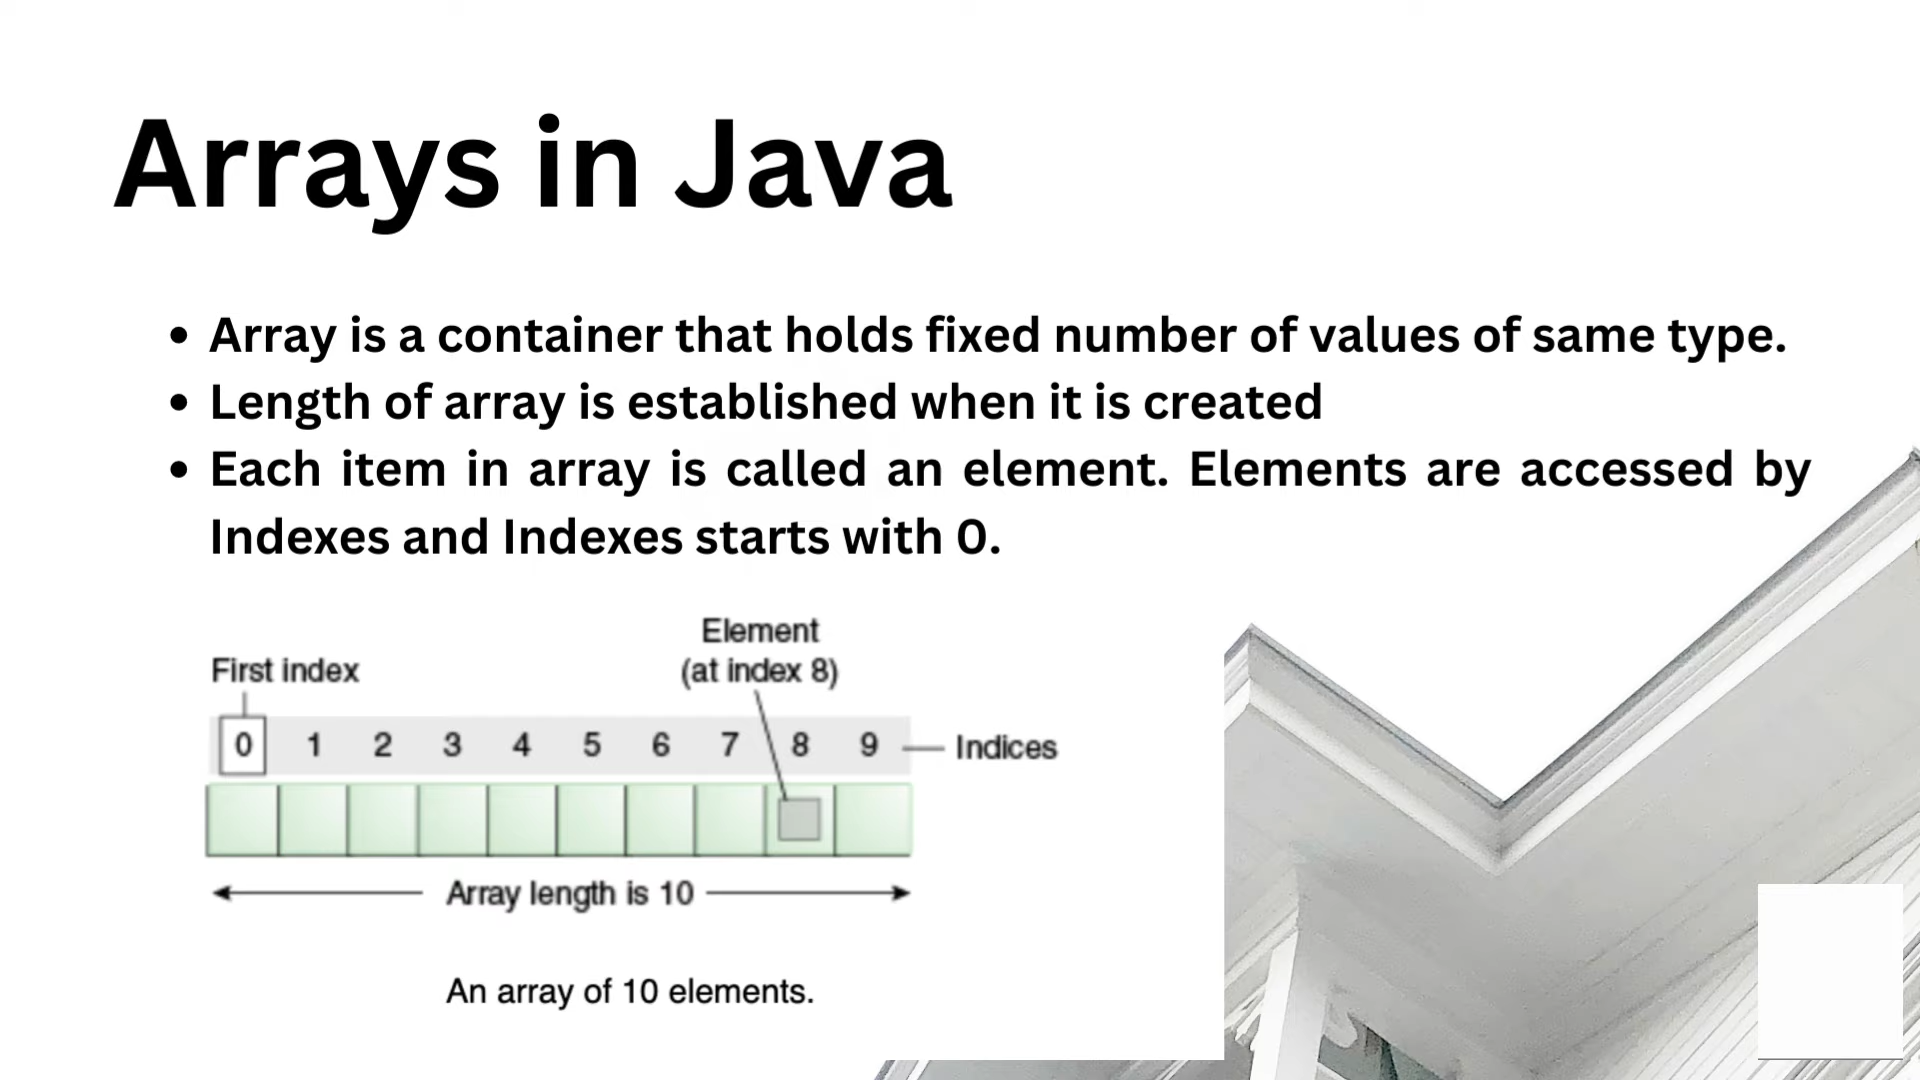 Arrays in Java
• Array is a container that holds fixed number of values of same type.
• Length of array is established when it is created
• Each item in array is called an element. Elements are accessed by
Indexes and Indexes starts with 0.
Element
First index (at index 8)
0 1 2 3 4 5 6 7 8 9 Indices
Array length is 10
An array of 10 elements.